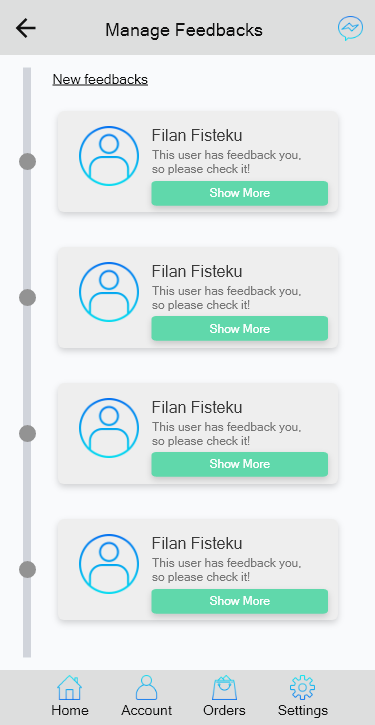 Manage Feedbacks
New feedbacks
Filan Fisteku
This user has feedback you,
so please check it!
Show More
Filan Fisteku
This user has feedback you,
so please check it!
Show More
Filan Fisteku
This user has feedback you,
so please check it!
Show More
Filan Fisteku
This user has feedback you,
so please check it!
Show More
Home Account Orders Settings